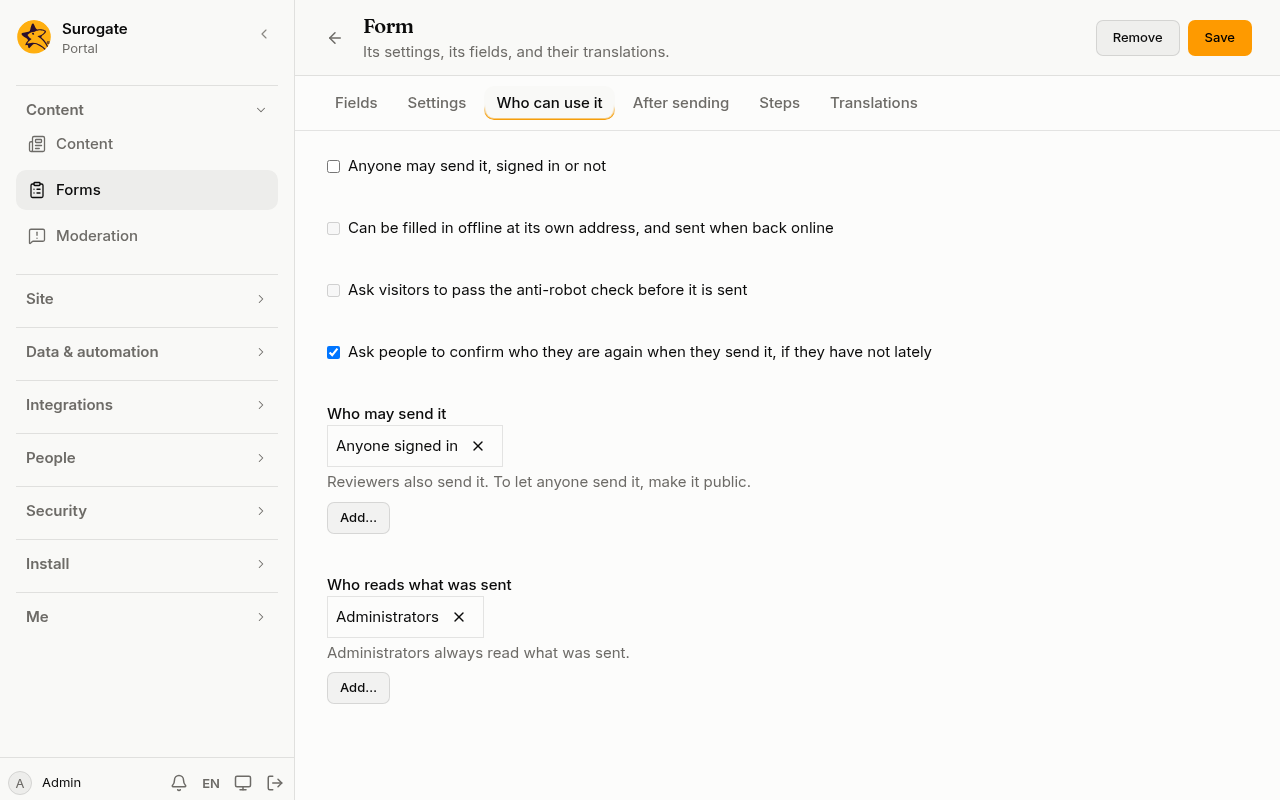 Surogate
Portal
Content
Content
Forms
Moderation
Site
Data & automation
Integrations
People
Security
Install
Me
A
Admin
EN
Form
Its settings, its fields, and their translations.
Remove
Save
Fields
Settings
Who can use it
After sending
Steps
Translations
Anyone may send it, signed in or not
Can be filled in offline at its own address, and sent when back online
Ask visitors to pass the anti-robot check before it is sent
Ask people to confirm who they are again when they send it, if they have not lately
Who may send it
Anyone signed in
Reviewers also send it. To let anyone send it, make it public.
Add...
Who reads what was sent
Administrators
Administrators always read what was sent.
Add...